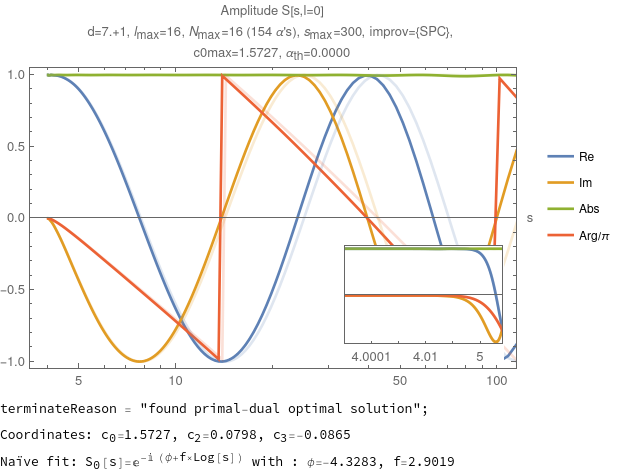 Amplitude S[s,l=0]
d=7.+1, lmax=16, Nmax=16 (154 α's), smax=300, improv={SPC},
c0max=1.5727, αth=0.0000
1.0
0.5
0.0
-0.5
-1.0
5
10
50
100
s
4.0001
4.01
5
Re
Im
Abs
Arg/π
terminateReason = "found primal-dual optimal solution";
Coordinates: c0=1.5727, c2=0.0798, c3=-0.0865
Naïve fit: S0[s]=e^-i (ϕ+f×Log[s]) with : ϕ=-4.3283, f=2.9019